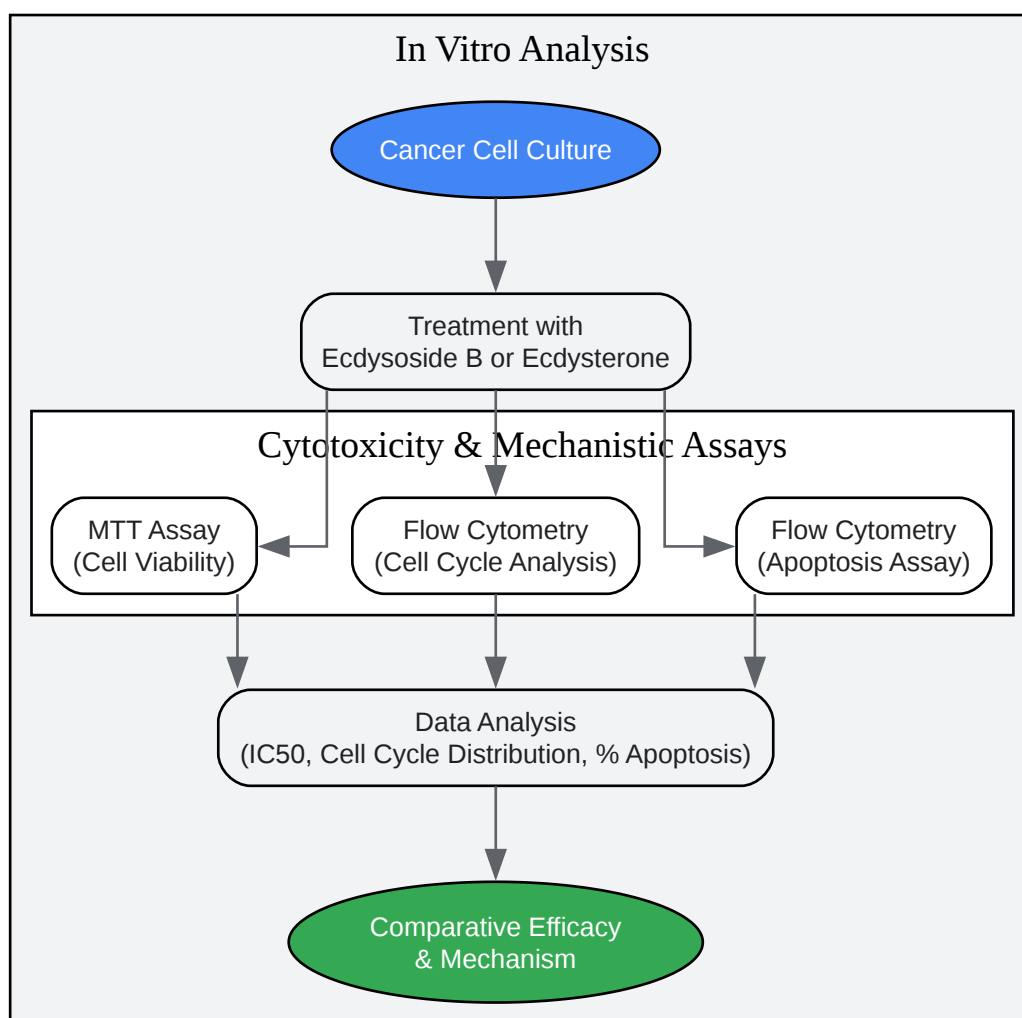 In Vitro Analysis
Cancer Cell Culture
Treatment with
Ecdysoside B or Ecdysterone
Cytotoxicity & Mechanistic Assays
MTT Assay
(Cell Viability)
Flow Cytometry
(Cell Cycle Analysis)
Flow Cytometry
(Apoptosis Assay)
Data Analysis
(IC50, Cell Cycle Distribution, % Apoptosis)
Comparative Efficacy
& Mechanism